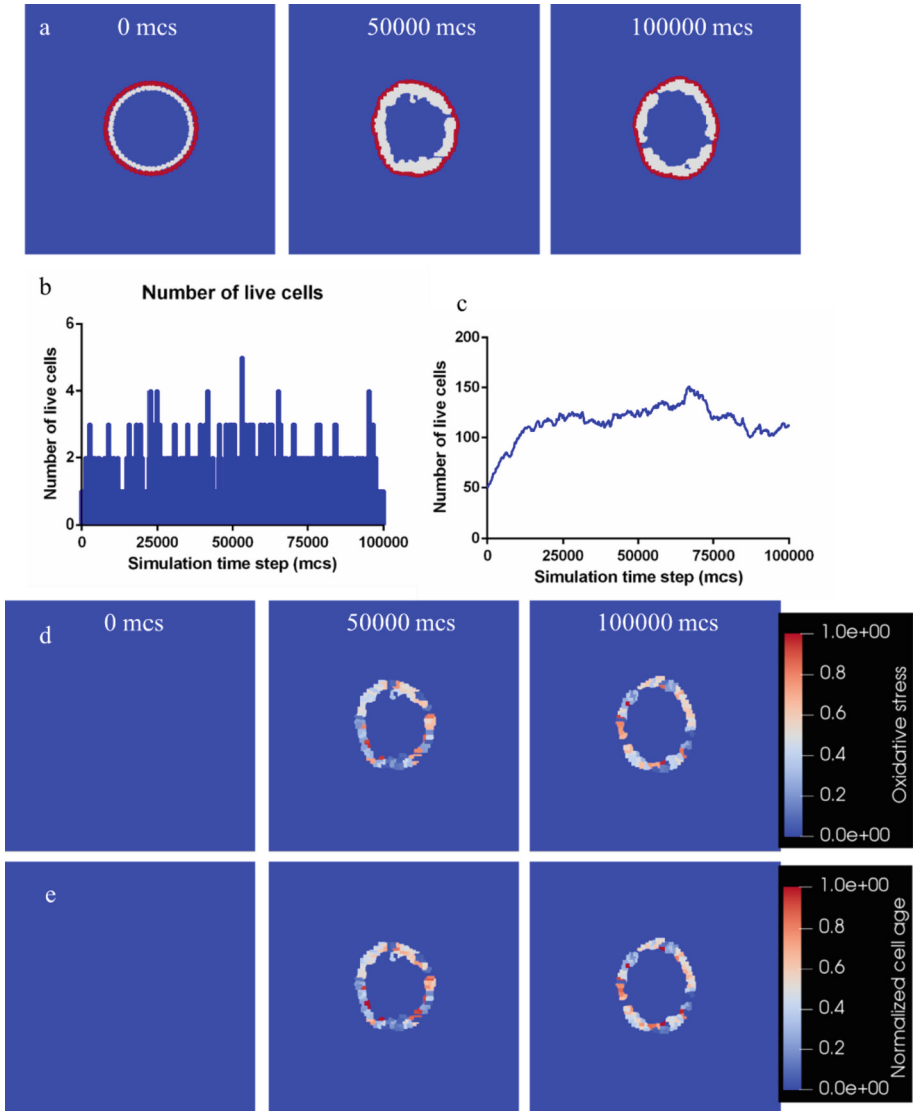 a
0 mcs
50000 mcs
100000 mcs
b
Number of live cells
6
4
2
0
Number of live cells
0
25000
50000
75000
100000
Simulation time step (mcs)
c
200
150
100
50
0
Number of live cells
0
25000
50000
75000
100000
Simulation time step (mcs)
d
0 mcs
50000 mcs
100000 mcs
1.0e+00
0.8
0.6
0.4
0.2
0.0e+00
Oxidative stress
e
1.0e+00
0.8
0.6
0.4
0.2
0.0e+00
Normalized cell age